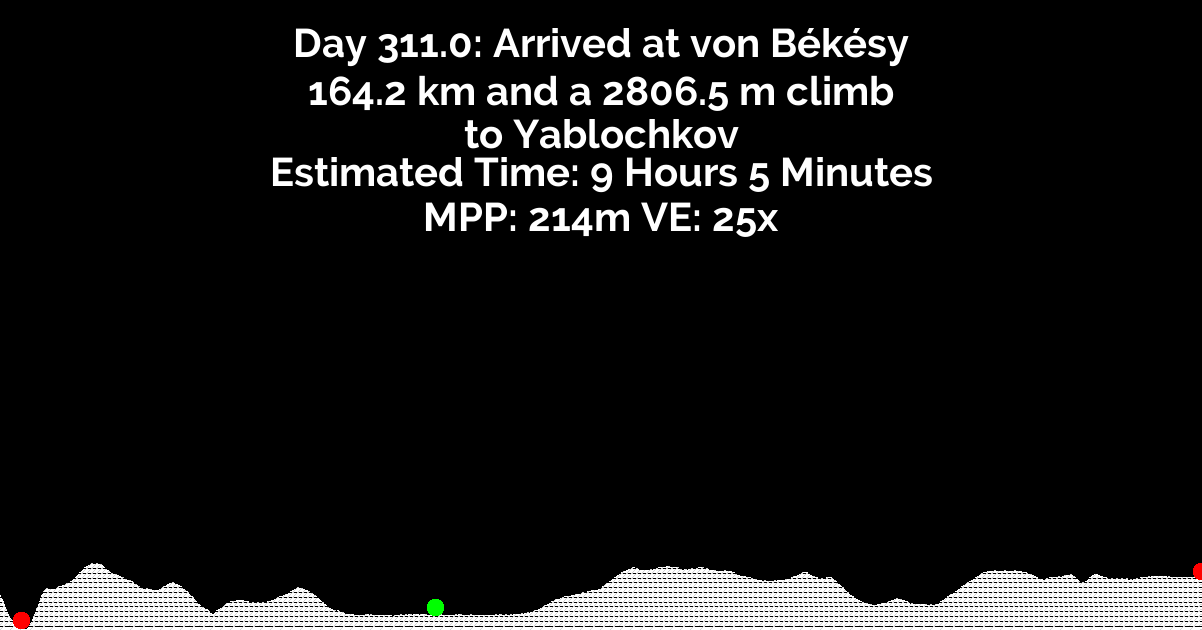 Day 311.0: Arrived at von Békésy
164.2 km and a 2806.5 m climb
to Yablochkov
Estimated Time: 9 Hours 5 Minutes
MPP: 214m VE: 25x